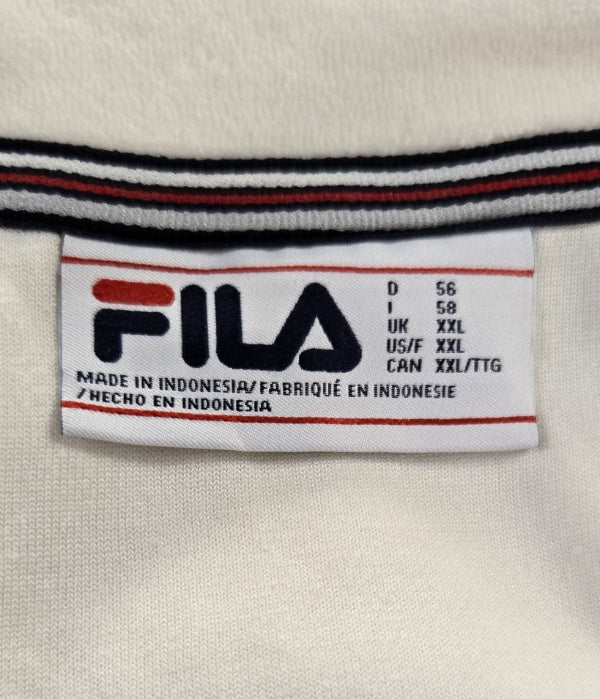 FILA
D 56
I 58
UK XXL
US/F XXL
CAN XXL/TTG
MADE IN INDONESIA/FABRIQUÉ EN INDONESIE
/HECHO EN INDONESIA